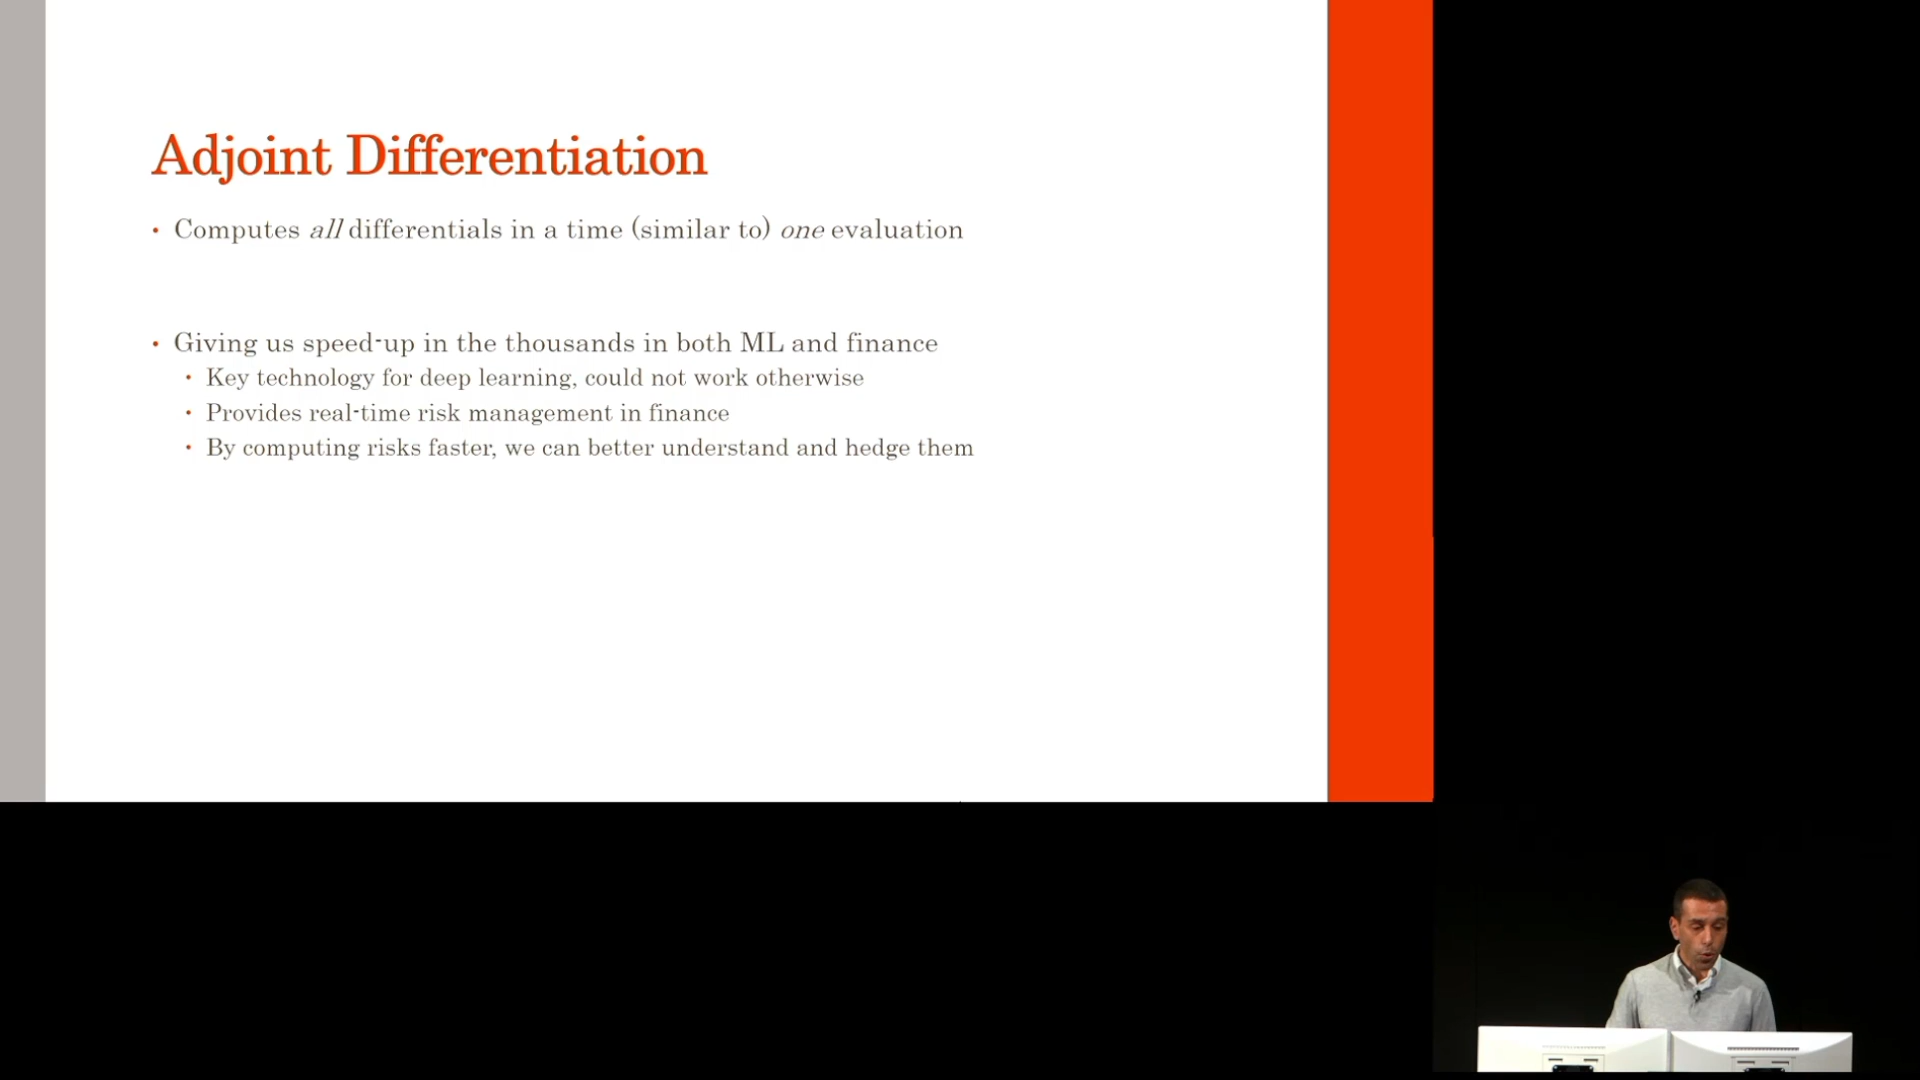 Adjoint Differentiation
• Computes all differentials in a time (similar to) one evaluation
• Giving us speed-up in the thousands in both ML and finance
• Key technology for deep learning, could not work otherwise
• Provides real-time risk management in finance
• By computing risks faster, we can better understand and hedge them